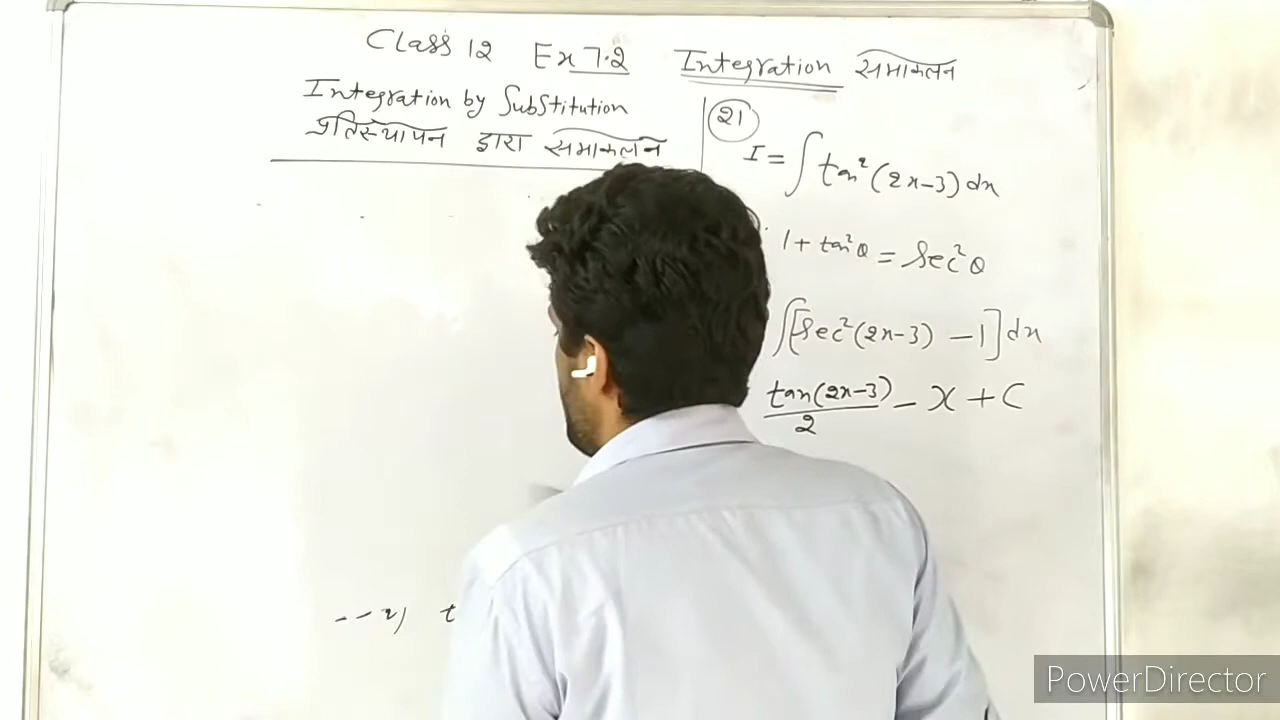 Class 12 Ex 7.2 Integration समाकलन
Integration by Substitution
प्रतिस्थापन द्वारा समाकलन
21
I = ∫ tan²(2x-3) dx
1 + tan²θ = Sec²θ
∫[Sec²(2x-3) - 1] dx
tan(2x-3)/2 - x + C
PowerDirector